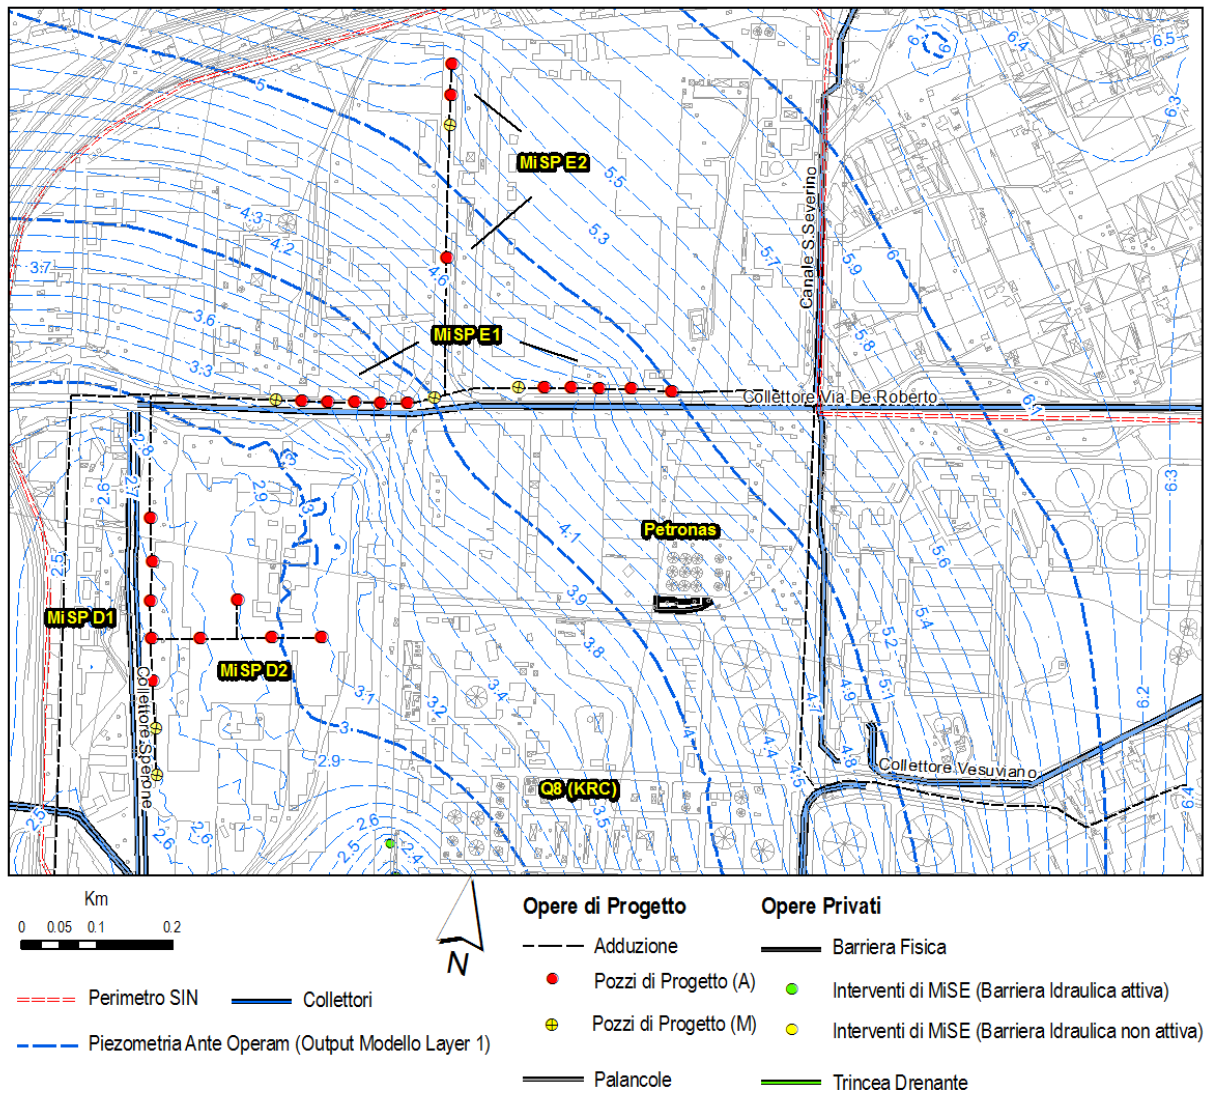 6
6
6.4
6.5
6.3
5
MiSP E2
5.5
4.3
5.3
4.2
5.7
Canale S.Severino
5.9
6
3.7
4.6
3.6
MiSP E1
5.8
3.3
Collettore Via De Roberto
6.1
2.8
3
2.9
3
2.7
2.6
6.3
Petronas
4.1
2.5
5.6
3.9
5.4
MiSP D1
3.8
5.2
MiSP D2
3.1
3.4
3.2
4.9
5.1
4.7
6.2
3
4
Collettore Sperone
4.4
2.9
4.8
4.5
Collettore Vesuviano
Q8 (KRC)
6.4
3.5
2.5
2.6
2.6
2.6
2.5
2.4
Km
0 0.05 0.1 0.2
N
Perimetro SIN
Collettori
Piezometria Ante Operam (Output Modello Layer 1)
Opere di Progetto
Adduzione
Pozzi di Progetto (A)
Pozzi di Progetto (M)
Palancole
Opere Privati
Barriera Fisica
Interventi di MiSE (Barriera Idraulica attiva)
Interventi di MiSE (Barriera Idraulica non attiva)
Trincea Drenante